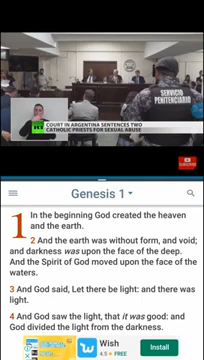 SERVICIO
PENITENCIARIO
RT
COURT IN ARGENTINA SENTENCES TWO
CATHOLIC PRIESTS FOR SEXUAL ABUSE
SUBSCRIBE
Genesis 1
1 In the beginning God created the heaven
and the earth.
2 And the earth was without form, and void;
and darkness was upon the face of the deep.
And the Spirit of God moved upon the face of the
waters.
3 And God said, Let there be light: and there was
light.
4 And God saw the light, that it was good: and
God divided the light from the darkness.
Wish
4.5 ★ FREE
Install